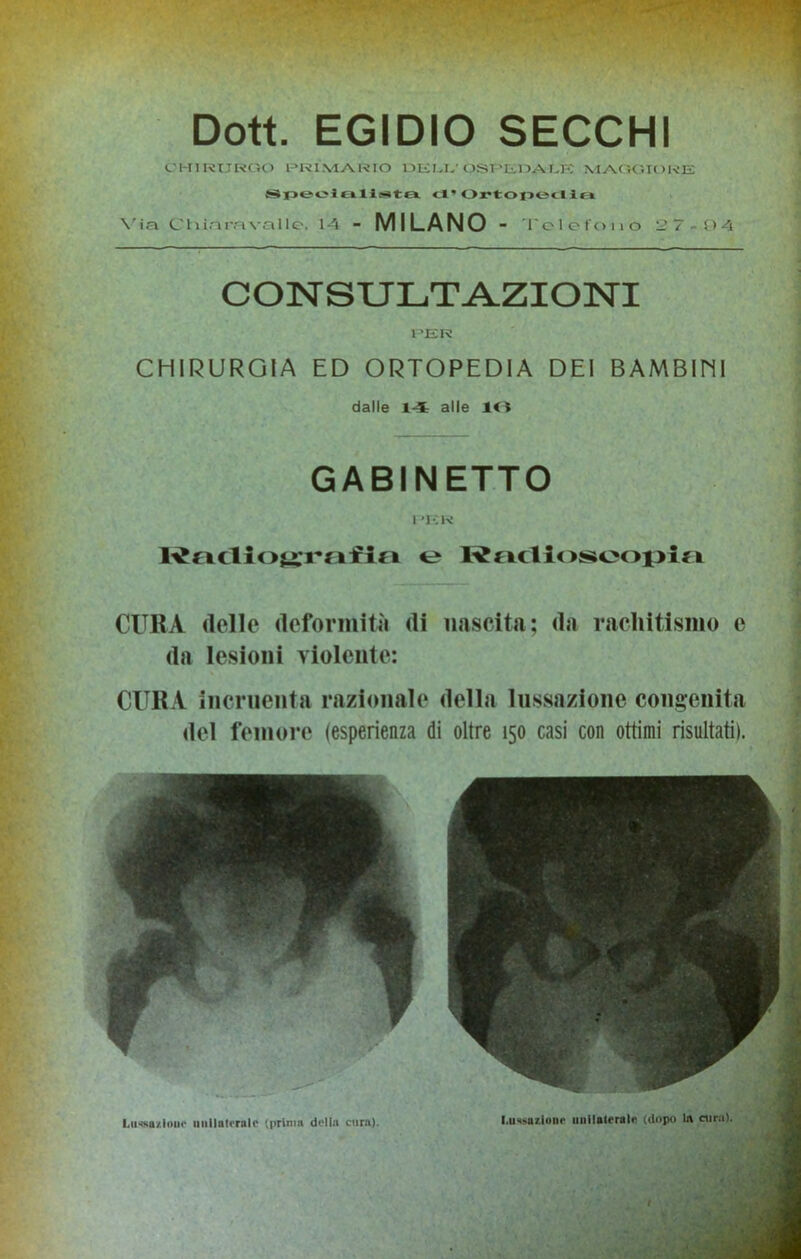 Dott. EGIDIO SECCHI
CHIRURGO PRIMARIO DELL'OSPEDALE MAGGIORE
Specialista d'Ortopedia
Via Chiaravalle, 14 - MILANO - Telefono 27-94
CONSULTAZIONI
PER
CHIRURGIA ED ORTOPEDIA DEI BAMBINI
dalle 14 alle 16
GABINETTO
PER
Radiografia e Radioscopia
CURA delle deformità di nascita; da rachitismo e
da lesioni violente:
CURA incruenta razionale della lussazione congenita
del femore (esperienza di oltre 150 casi con ottimi risultati).
Lussazione unilaterale (prima della cura).
Lussazione unilaterale (dopo la cura).